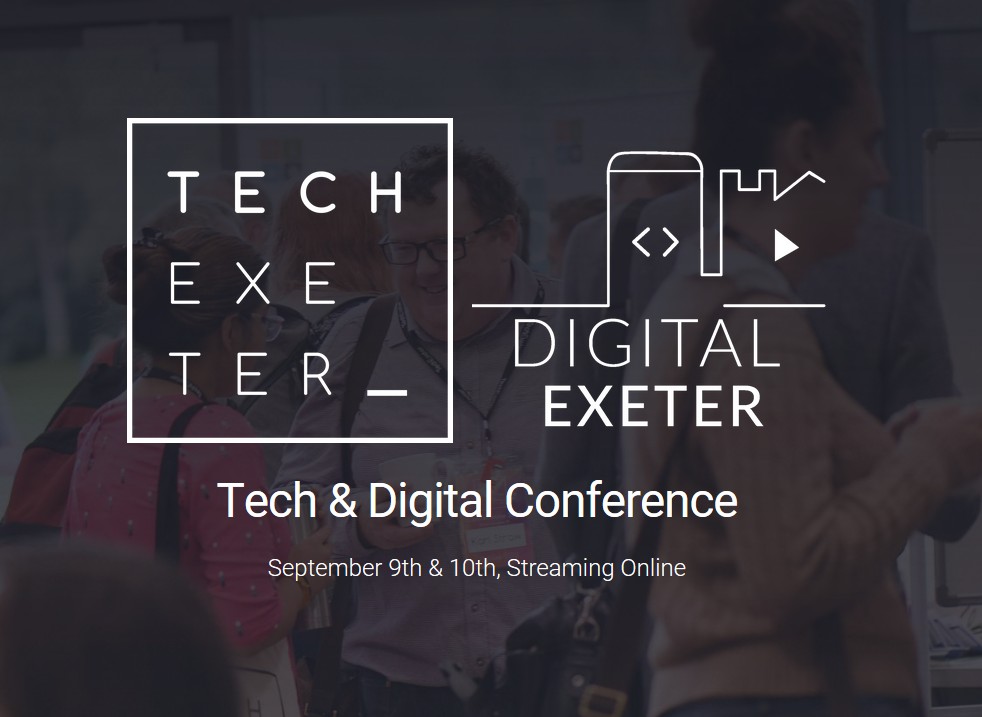 TECH
EXE
TER_
<>
DIGITAL
EXETER
Tech & Digital Conference
September 9th & 10th, Streaming Online